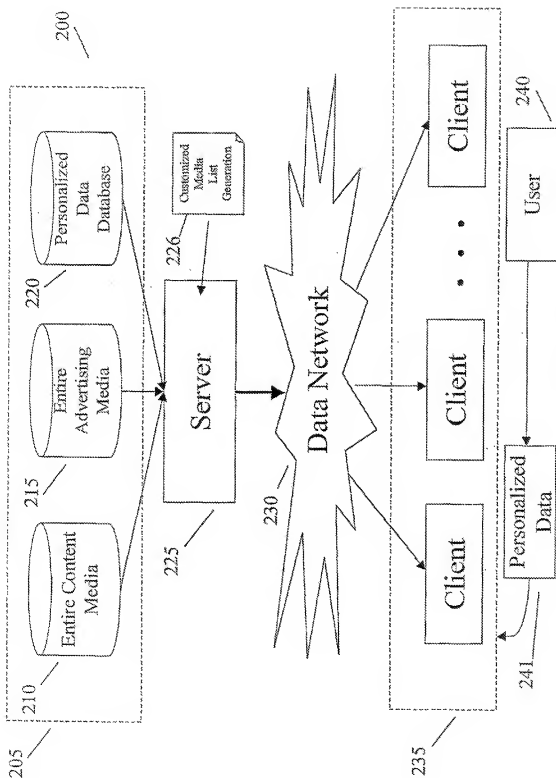 200
205
210
Entire Content
Media
215
Entire
Advertising
Media
220
Personalized
Data
Database
225
Server
226
Customized
Media
List
Generation
230
Data Network
235
Client
Client
• • •
Client
241
Personalized
Data
User
240